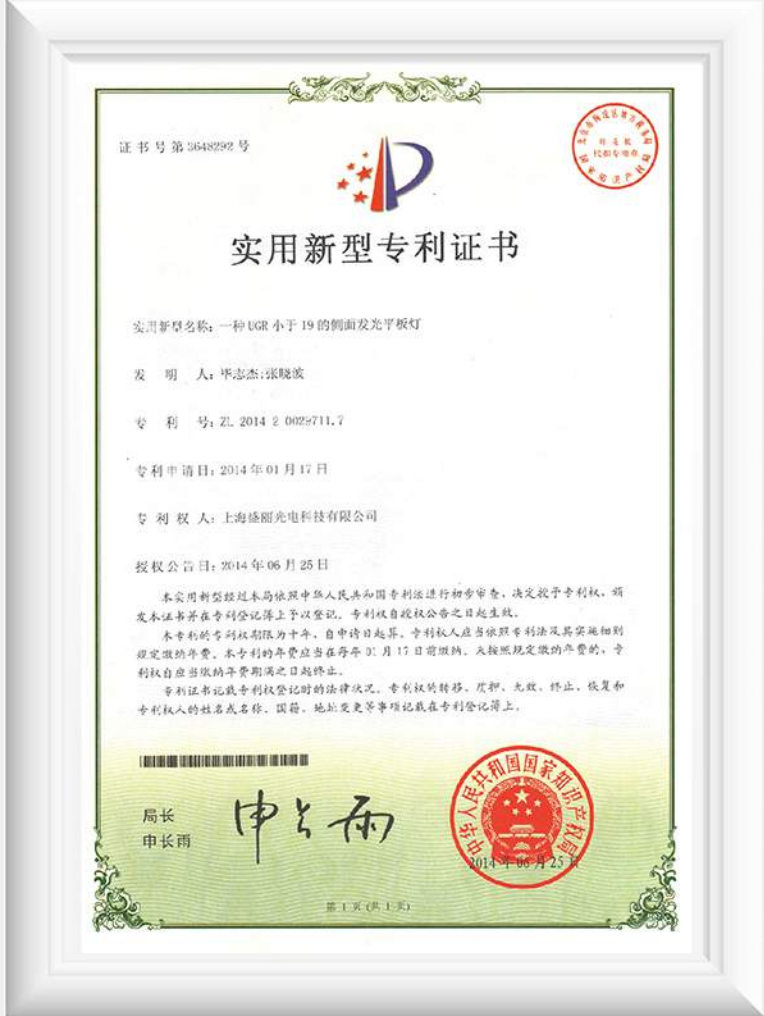 证书号第3648292号
实用新型专利证书
实用新型名称：一种UGR小于19的侧面发光平板灯
发 明 人：毕志杰;张晓波
专 利 号：ZL 2014 2 0029711.7
专利申请日：2014年01月17日
专 利 权 人：上海盛丽光电科技有限公司
授权公告日：2014年06月25日
本实用新型经过本局依照中华人民共和国专利法进行初步审查，决定授予专利权，颁
发本证书并在专利登记簿上予以登记。专利权自授权公告之日起生效。
本专利的专利权期限为十年，自申请日起算。专利权人应当依照专利法及其实施细则
规定缴纳年费。本专利的年费应当在每年01月17日前缴纳。未按照规定缴纳年费的，专
利权自应当缴纳年费期满之日起终止。
专利证书记载专利权登记时的法律状况。专利权的转移、质押、无效、终止、恢复和
专利权人的姓名或名称、国籍、地址变更等事项记载在专利登记簿上。
局长
申长雨
申长雨
中华人民共和国国家知识产权局
2014年06月25日
第1页(共1页)